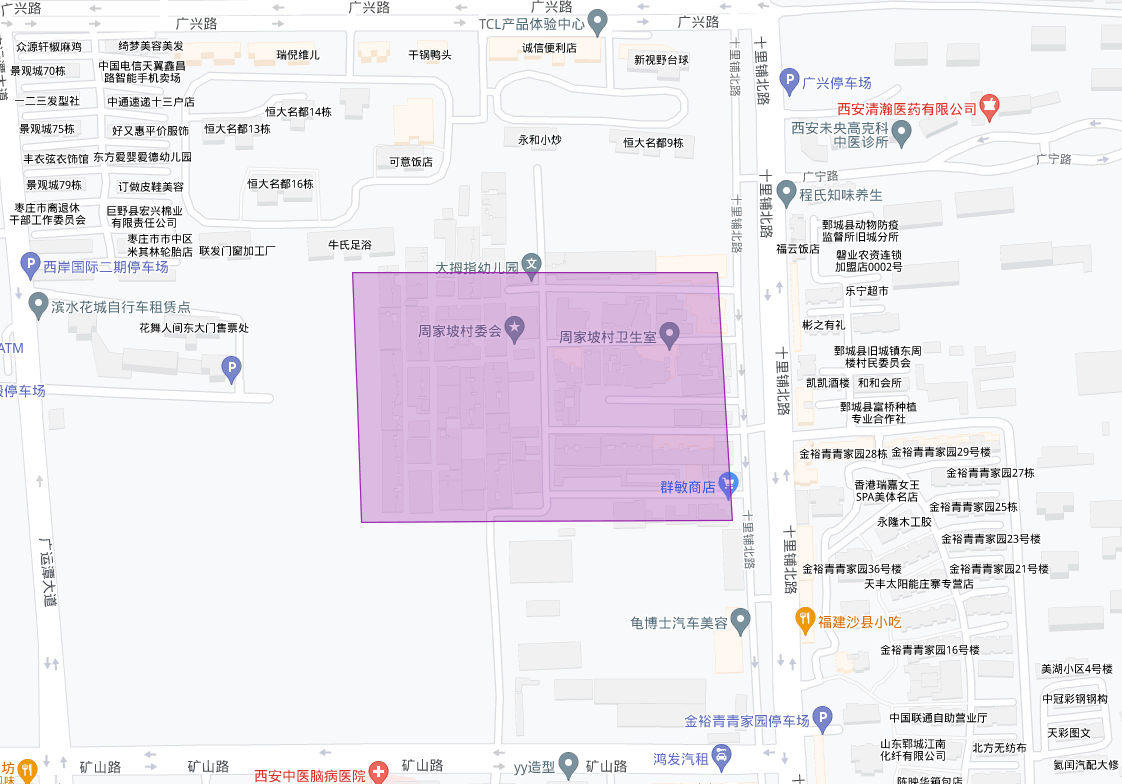 广兴路
广兴路
广兴路
广兴路
广兴路
TCL产品体验中心
众源轩椒麻鸡
绮梦美容美发
瑞悦维儿
干锅鸭头
诚信便利店
新视野台球
景观城70栋
中国电信天翼鑫昌
路智能手机卖场
十里铺北路
十里铺北路
广兴停车场
一二三发型社
中通速递十三户店
恒大名都14栋
西安清瀚医药有限公司
景观城75栋
好又惠平价服饰
恒大名都13栋
永和小炒
恒大名都9栋
西安未央高克科
中医诊所
丰衣弦衣饰馆
东方爱婴爱德幼儿园
可意饭店
广宁路
景观城79栋
订做皮鞋美容
恒大名都16栋
广宁路
程氏知味养生
枣庄市离退休
干部工作委员会
巨野县宏兴棉业
有限责任公司
十里铺北路
十里铺北路
鄄城县动物防疫
监督所旧城分所
枣庄市市中区
米其林轮胎店
联发门窗加工厂
牛氏足浴
福云饭店
磐业农资连锁
加盟店0002号
西岸国际二期停车场
大拇指幼儿园
乐宁超市
滨水花城自行车租赁点
花舞人间东大门售票处
周家坡村委会
周家坡村卫生室
彬之有礼
ATM
鄄城县旧城镇东周
楼村民委员会
十里铺北路
凯凯酒楼
和和会所
停车场
鄄城县富桥种植
专业合作社
金裕青青家园28栋
金裕青青家园29号楼
金裕青青家园27栋
群敏商店
香港瑞嘉女王
SPA美体名店
金裕青青家园25栋
永隆木工胶
金裕青青家园23号楼
十里铺北路
十里铺北路
广运潭大道
金裕青青家园36号楼
金裕青青家园21号楼
天丰太阳能庄寨专营店
龟博士汽车美容
福建沙县小吃
金裕青青家园16号楼
美湖小区4号楼
中冠彩钢钢构
金裕青青家园停车场
中国联通自助营业厅
天彩图文
山东郓城江南
化纤有限公司
北方无纺布
鸿发汽租
氦闰汽配大修
坊
矿山路
矿山路
西安中医脑病医院
矿山路
yy造型
矿山路
陈映华箱包店